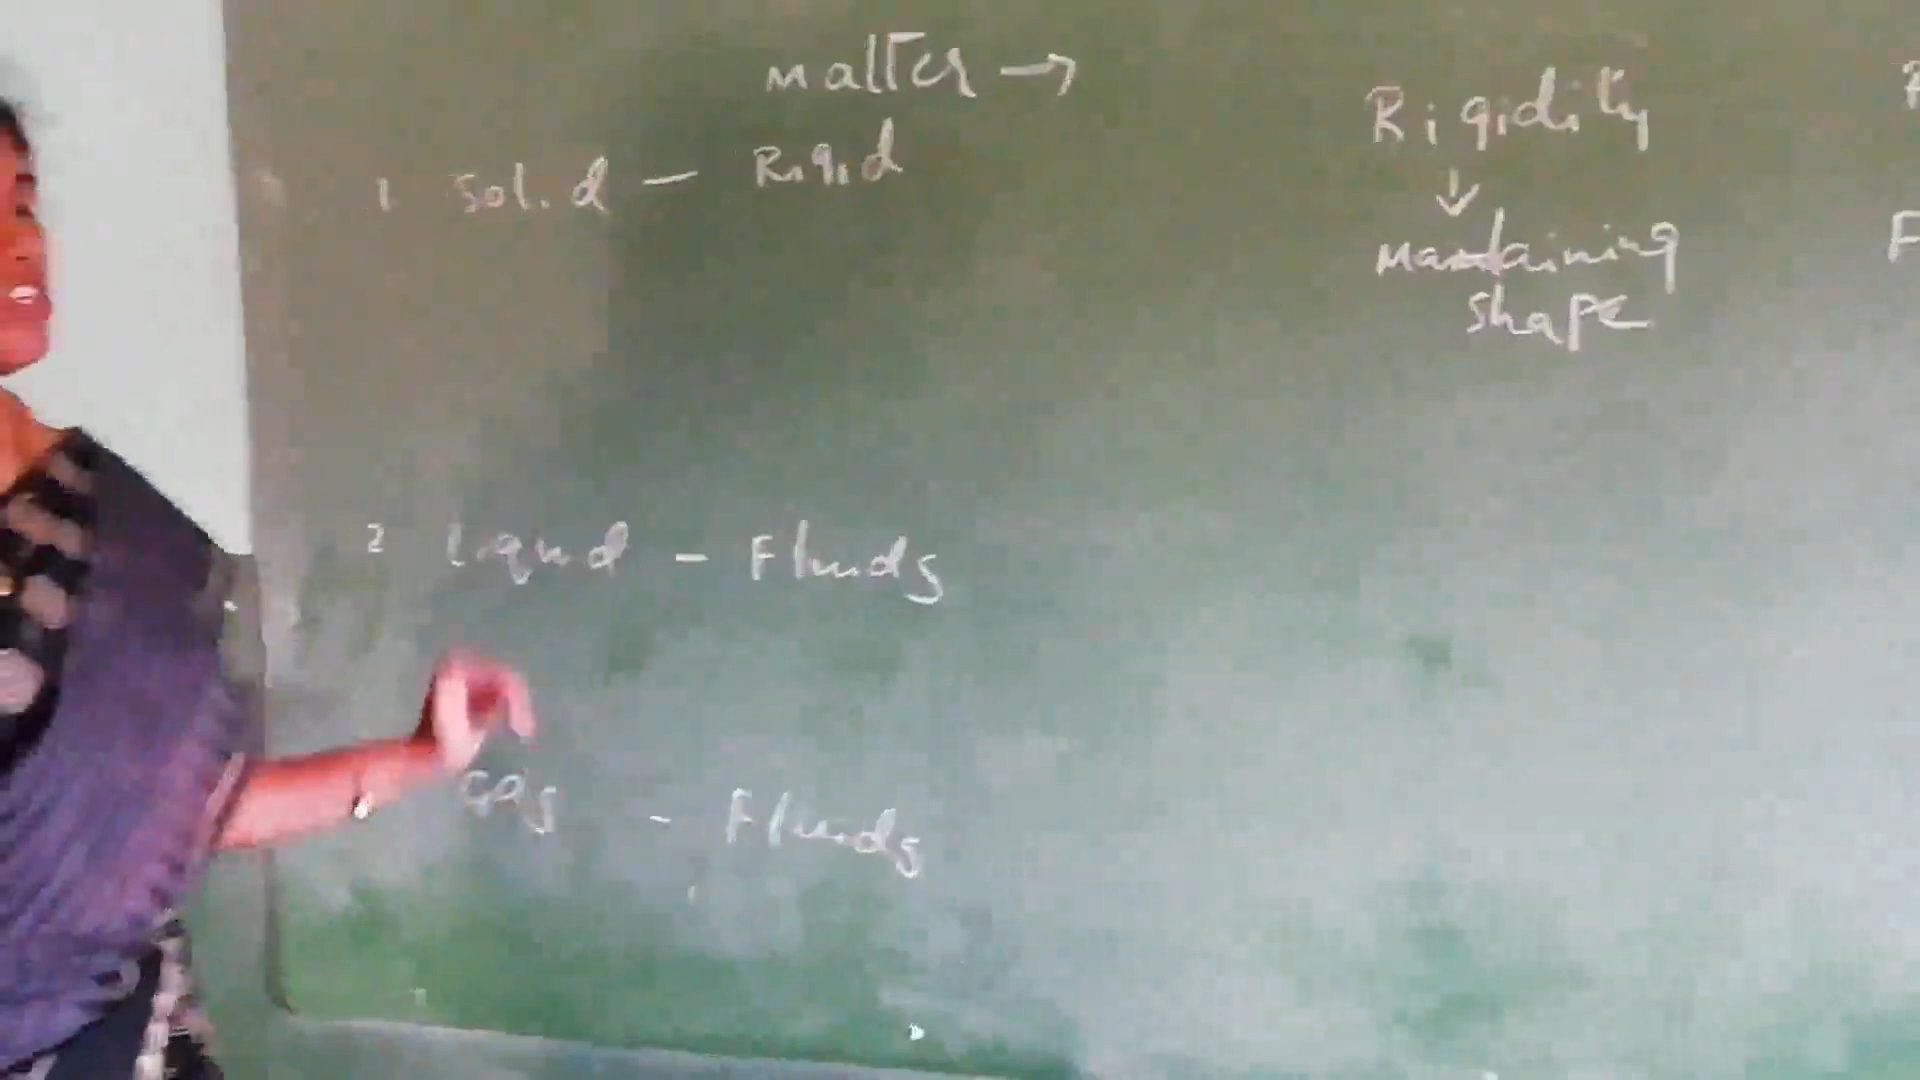 matter →
1 Solid - Rigid
2 Liquid - Fluids
Gas - Fluids
Rigidity
↓
Maintaining
shape